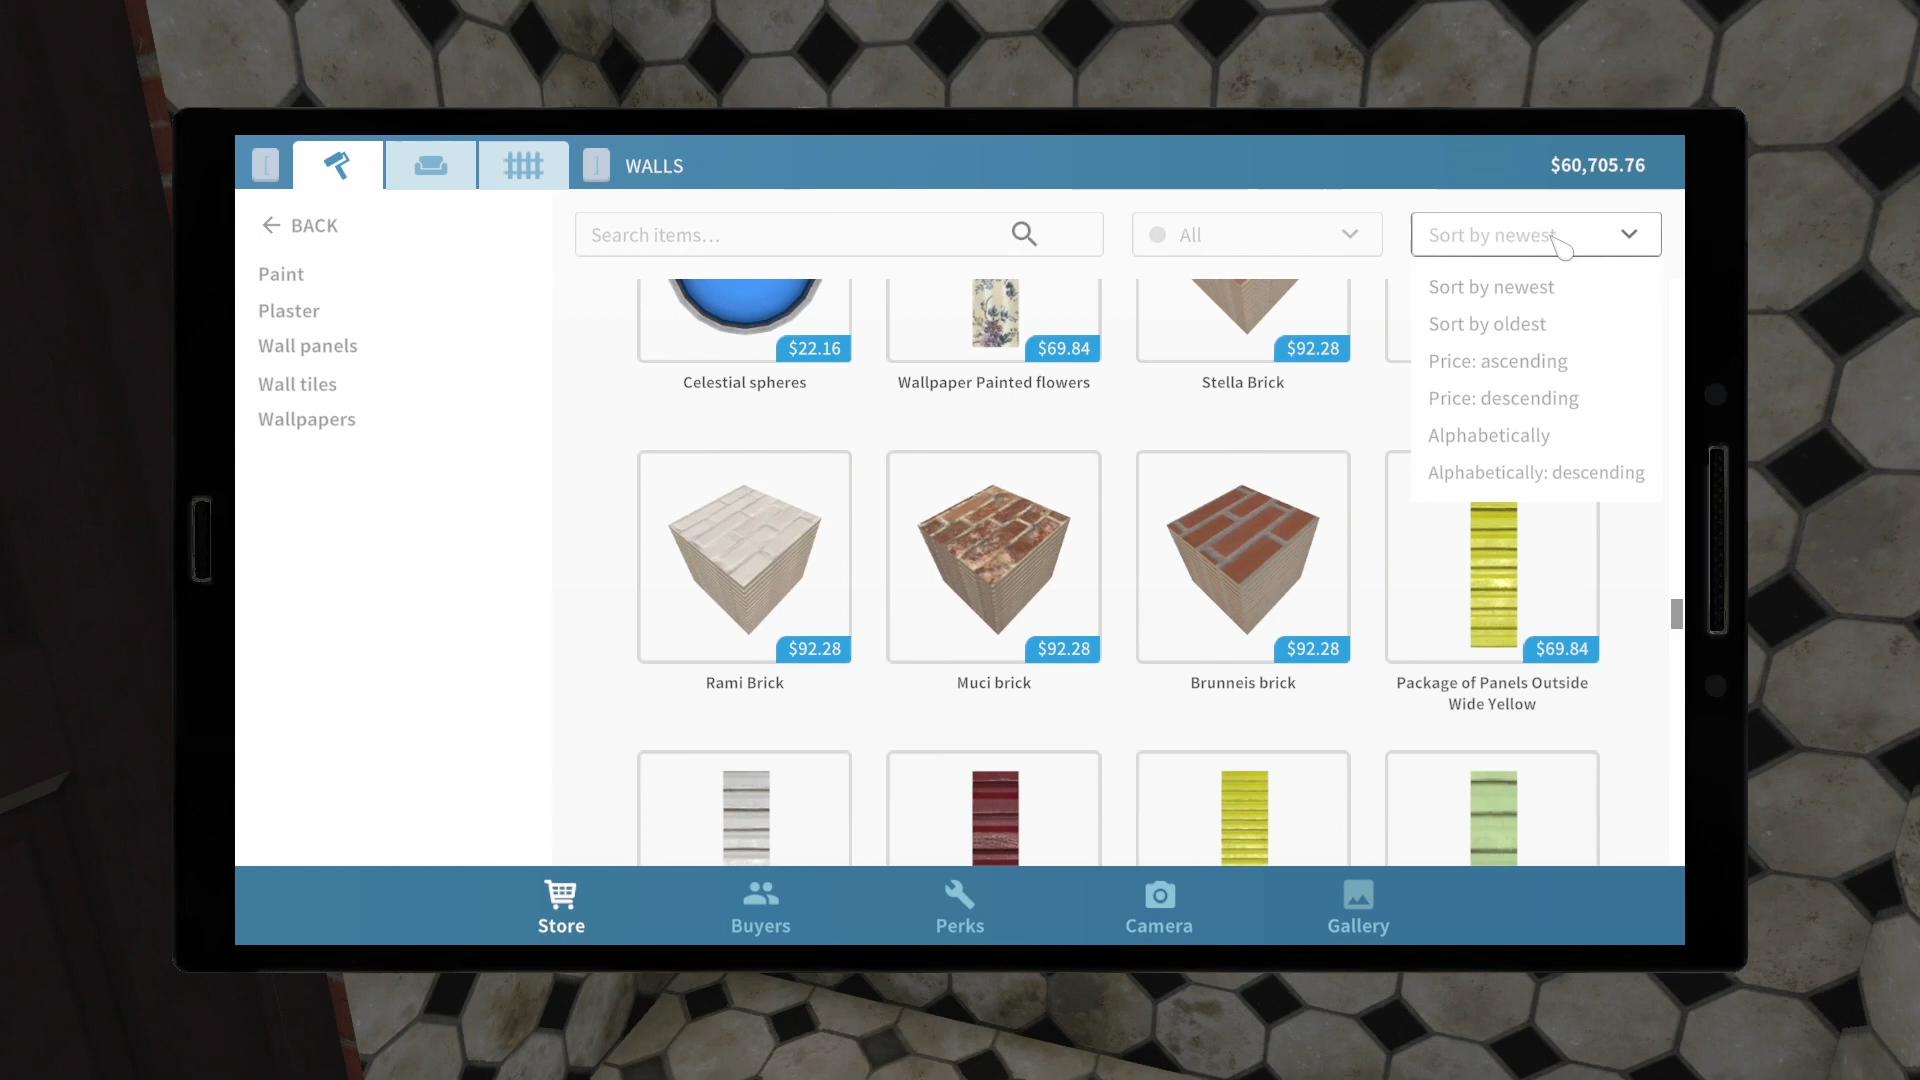 [
]
WALLS
$60,705.76
BACK
Paint
Plaster
Wall panels
Wall tiles
Wallpapers
Search items...
All
Sort by newest
Sort by newest
Sort by oldest
Price: ascending
Price: descending
Alphabetically
Alphabetically: descending
$22.16
$69.84
$92.28
Celestial spheres
Wallpaper Painted flowers
Stella Brick
$92.28
$92.28
$92.28
$69.84
Rami Brick
Muci brick
Brunneis brick
Package of Panels Outside
Wide Yellow
Store
Buyers
Perks
Camera
Gallery